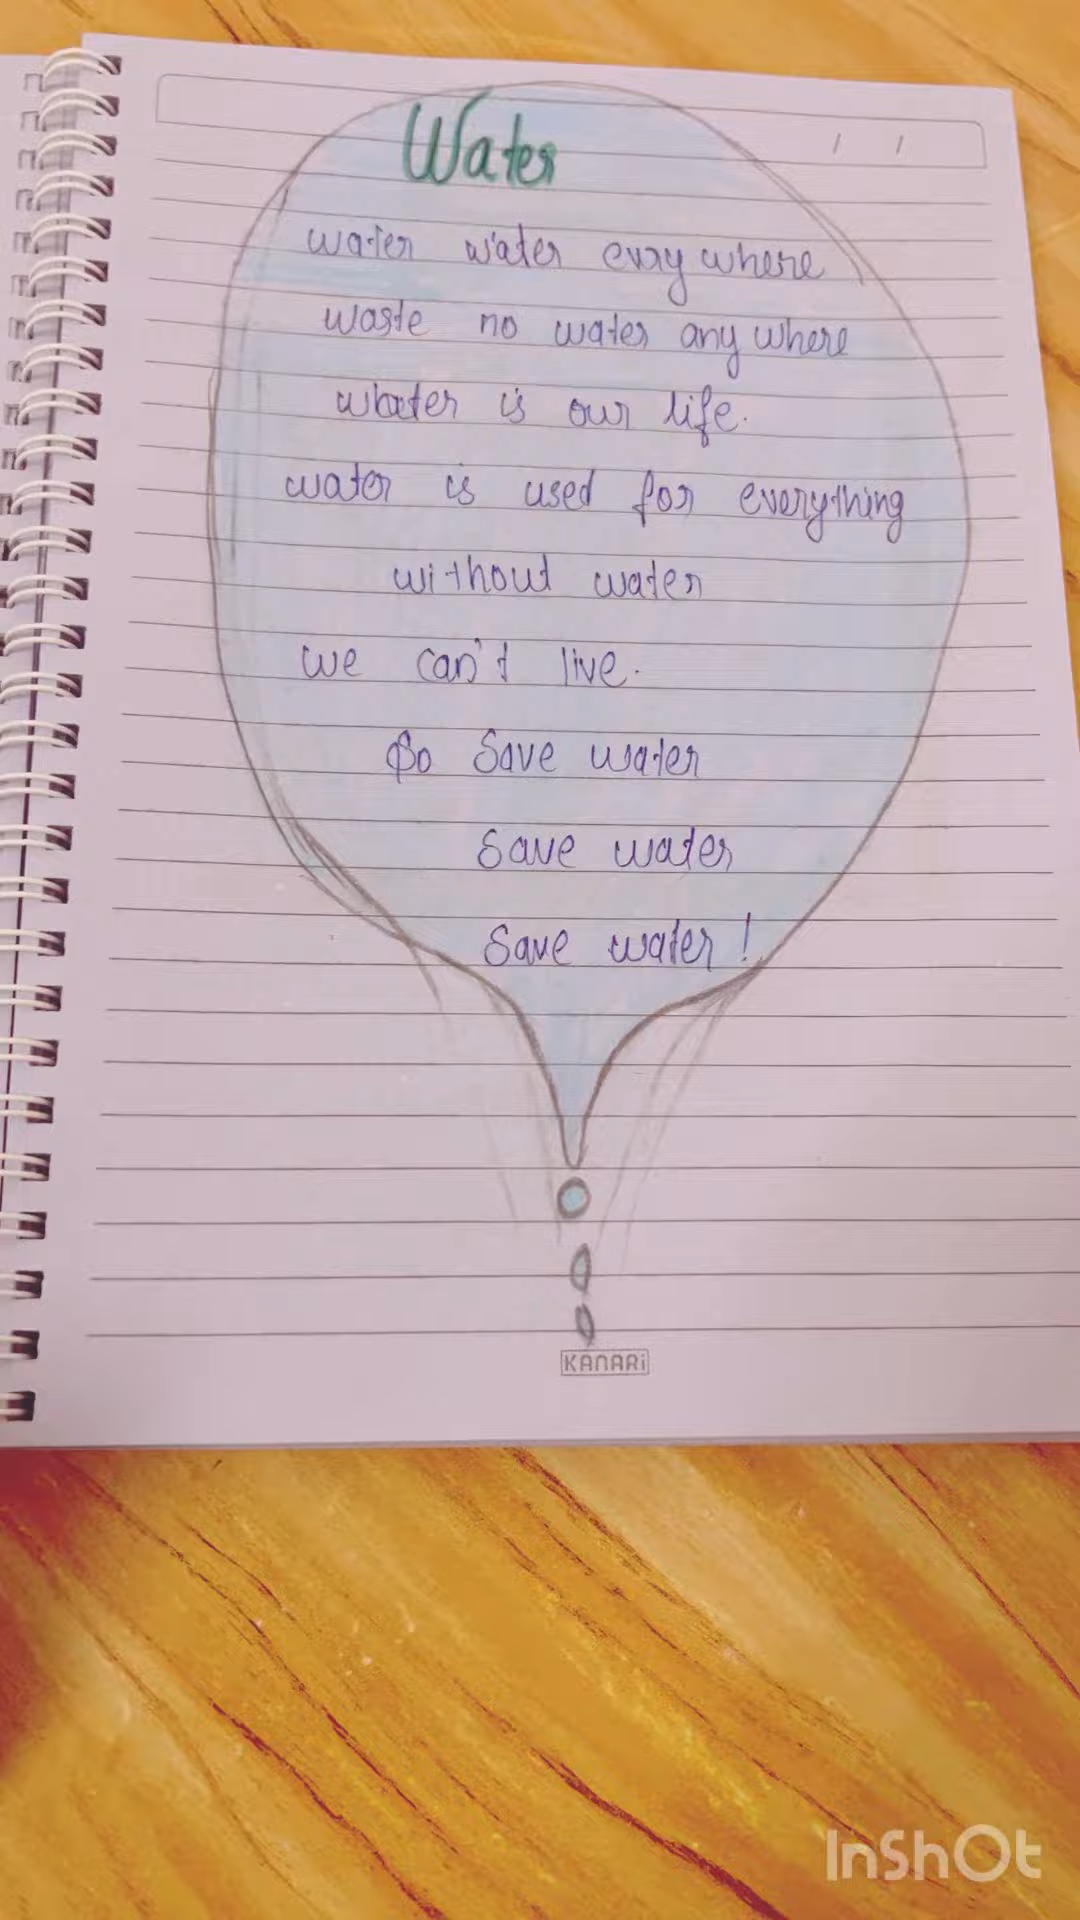 Water
water water evry where
waste no water any where
water is our life.
water is used for everything
without water
we can't live.
So Save water
Save water
Save water !
KANARi
InShOt